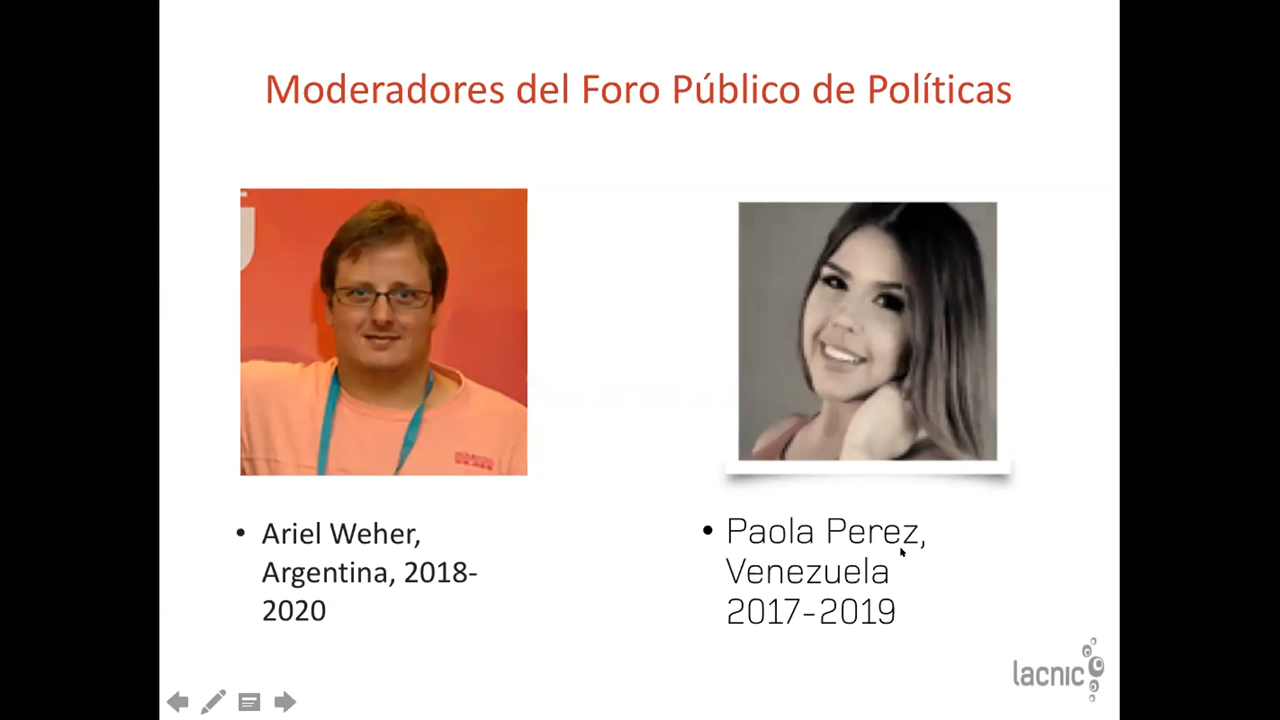 Moderadores del Foro Público de Políticas
• Ariel Weher,
Argentina, 2018-
2020
• Paola Perez,
Venezuela
2017-2019
lacnic